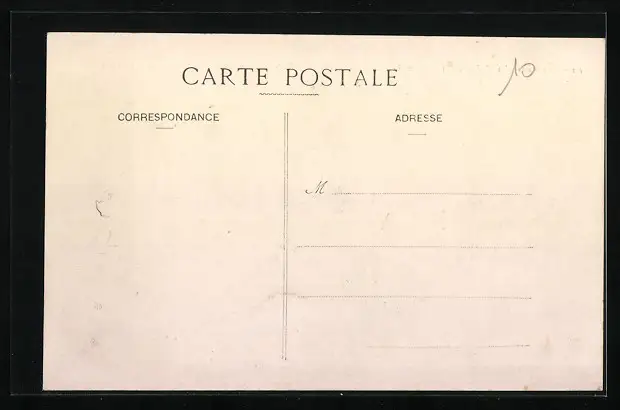 CARTE POSTALE
10
CORRESPONDANCE
ADRESSE
M